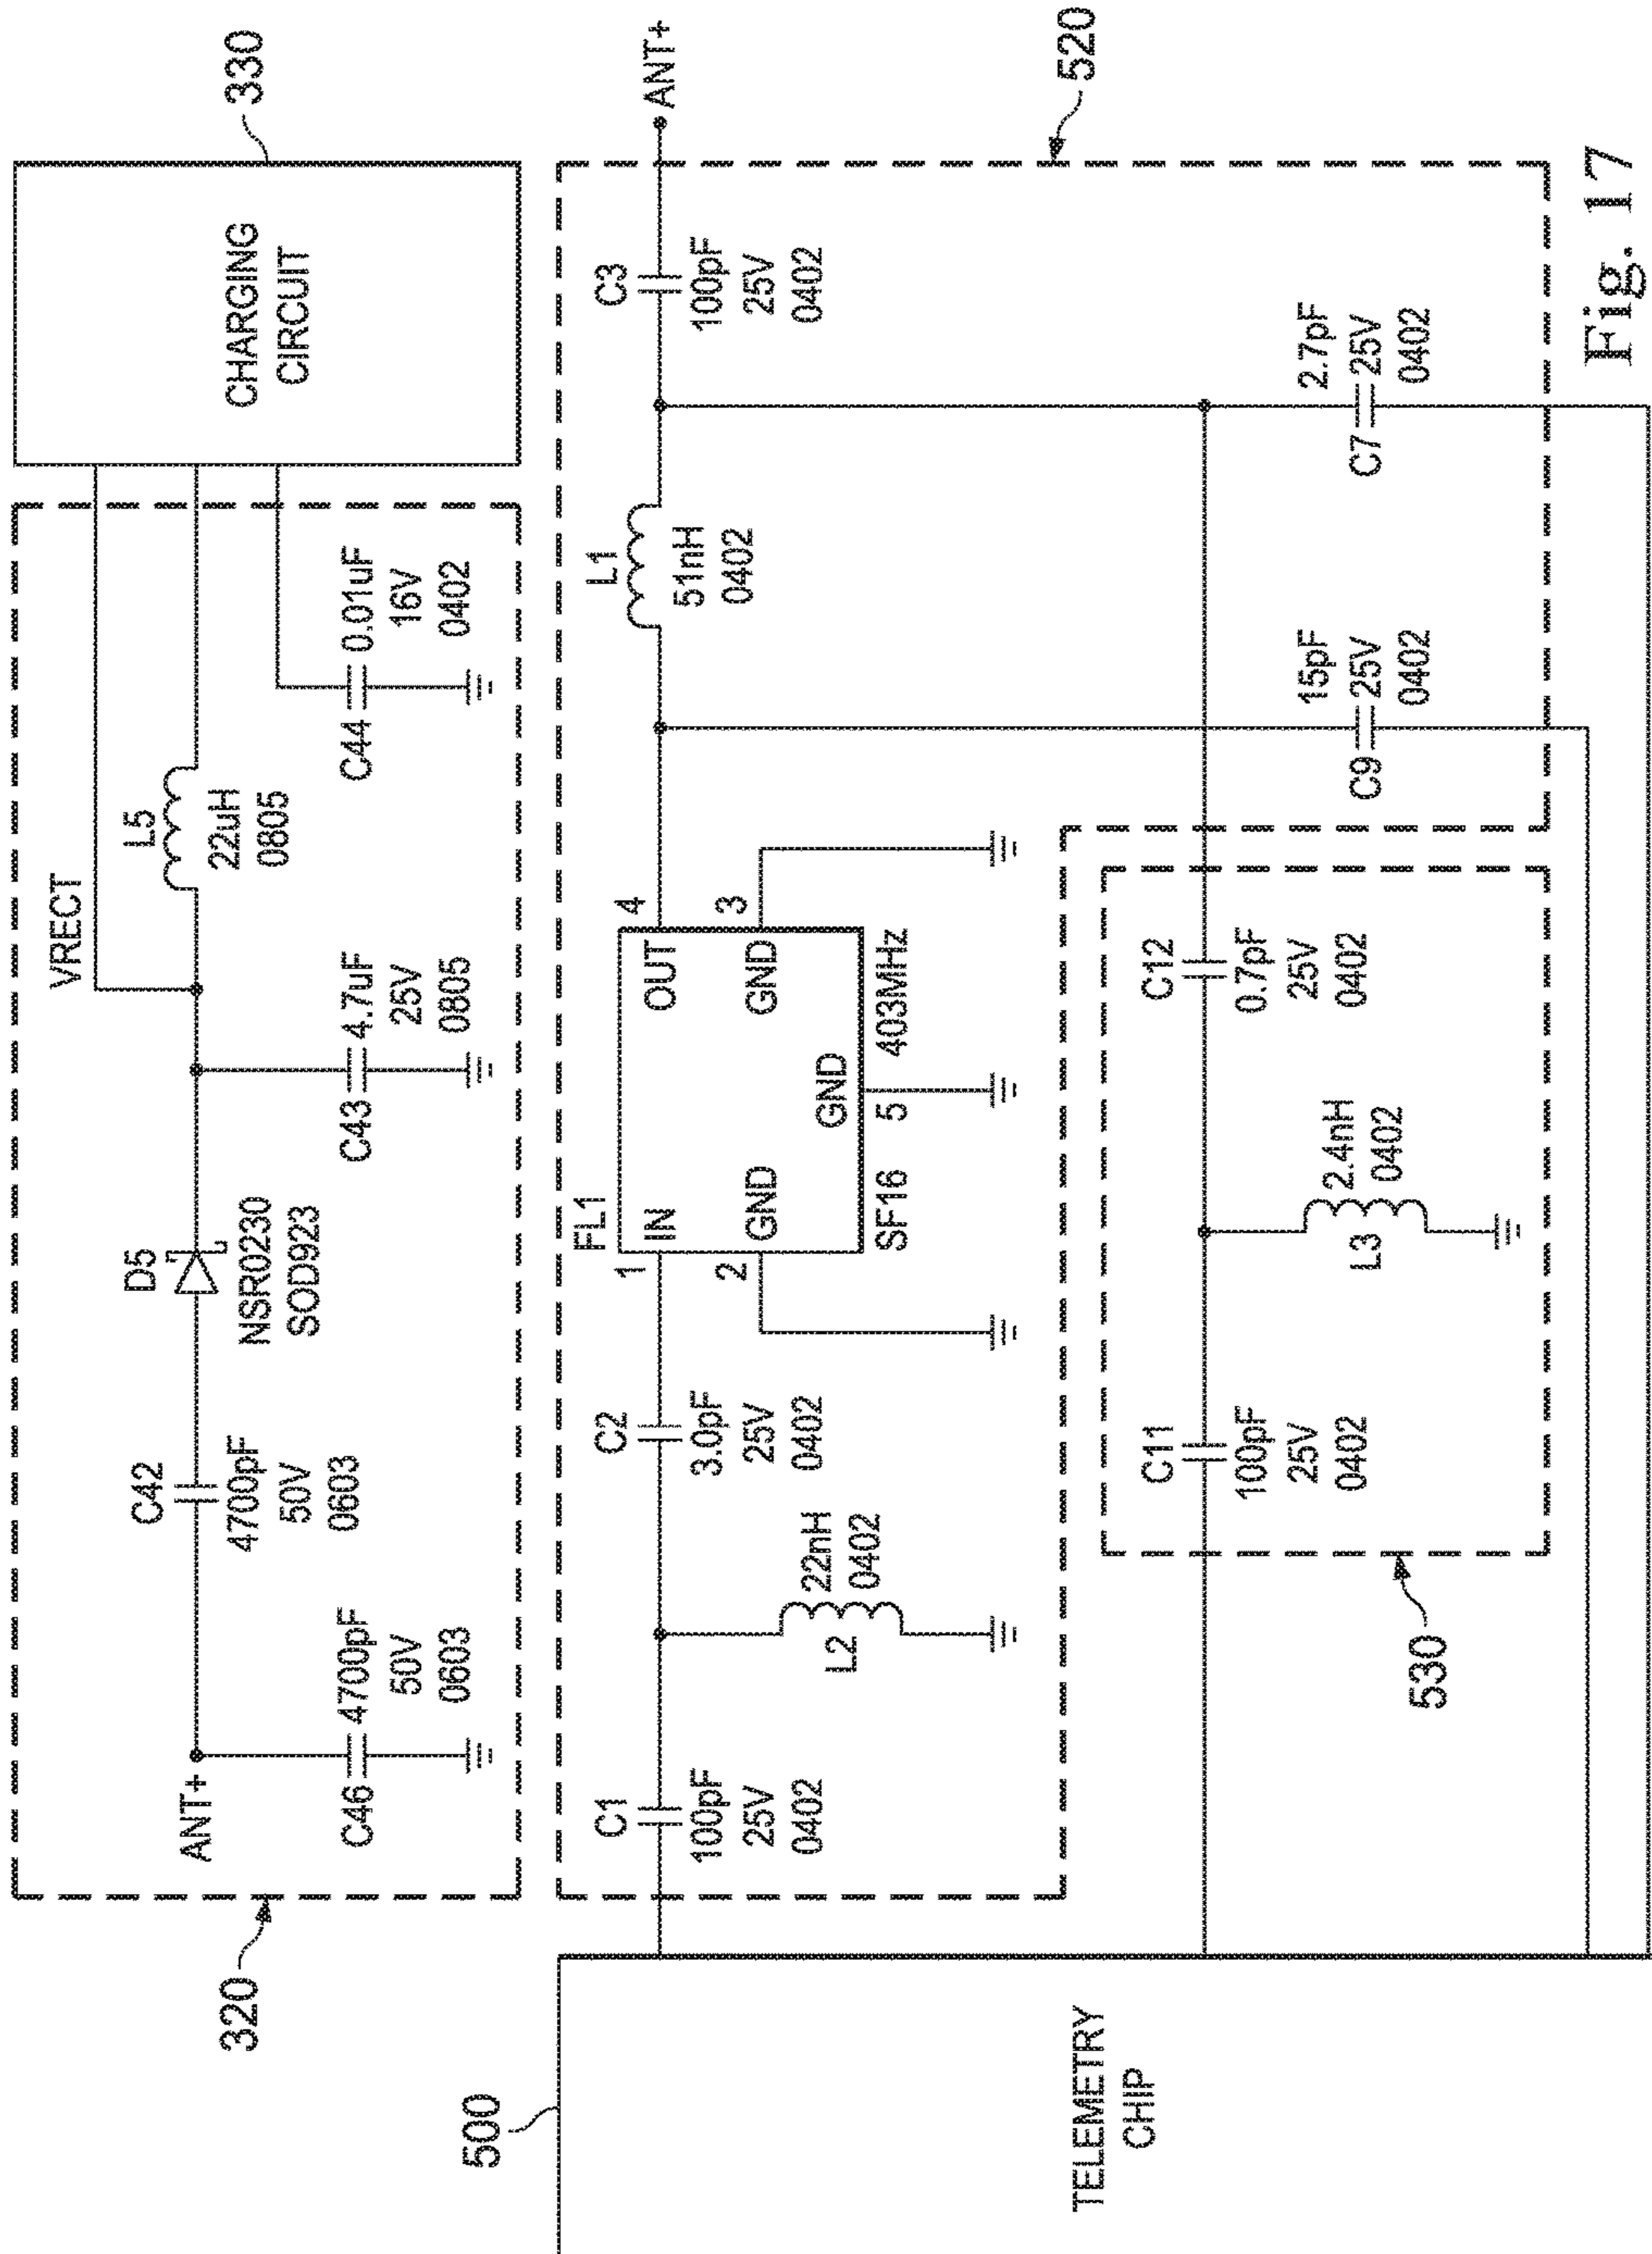 320
ANT+
C46
4700pF
50V
0603
C42
4700pF
50V
0603
D5
NSR0230
SOD923
C43
4.7uF
25V
0805
VRECT
L5
22uH
0805
C44
0.01uF
16V
0402
CHARGING
CIRCUIT
330
500
TELEMETRY
CHIP
C1
100pF
25V
0402
L2
22nH
0402
C2
3.0pF
25V
0402
FL1
1
IN
2
GND
OUT
4
GND
3
GND
5
SF16
403MHz
L1
51nH
0402
C3
100pF
25V
0402
ANT+
520
C11
100pF
25V
0402
L3
2.4nH
0402
C12
0.7pF
25V
0402
530
C9
15pF
25V
0402
C7
2.7pF
25V
0402
Fig. 17